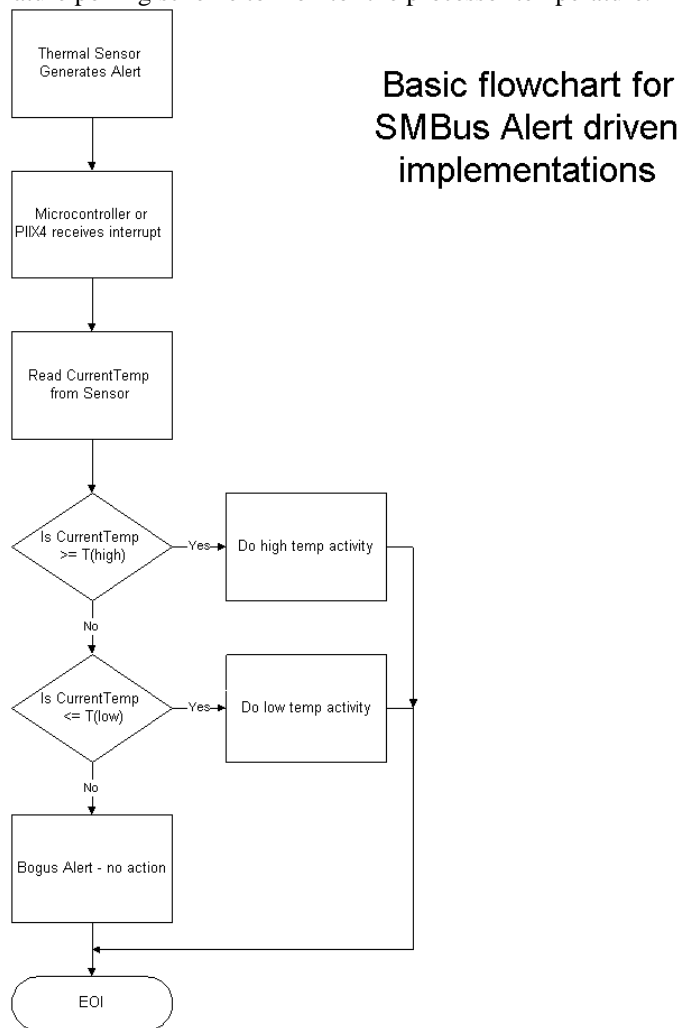 Thermal Sensor
Generates Alert
Basic flowchart for
SMBus Alert driven
implementations
Microcontroller or
PIIX4 receives interrupt
Read CurrentTemp
from Sensor
Is CurrentTemp
>= T(high)
Yes
Do high temp activity
No
Is CurrentTemp
<= T(low)
Yes
Do low temp activity
No
Bogus Alert - no action
EOI